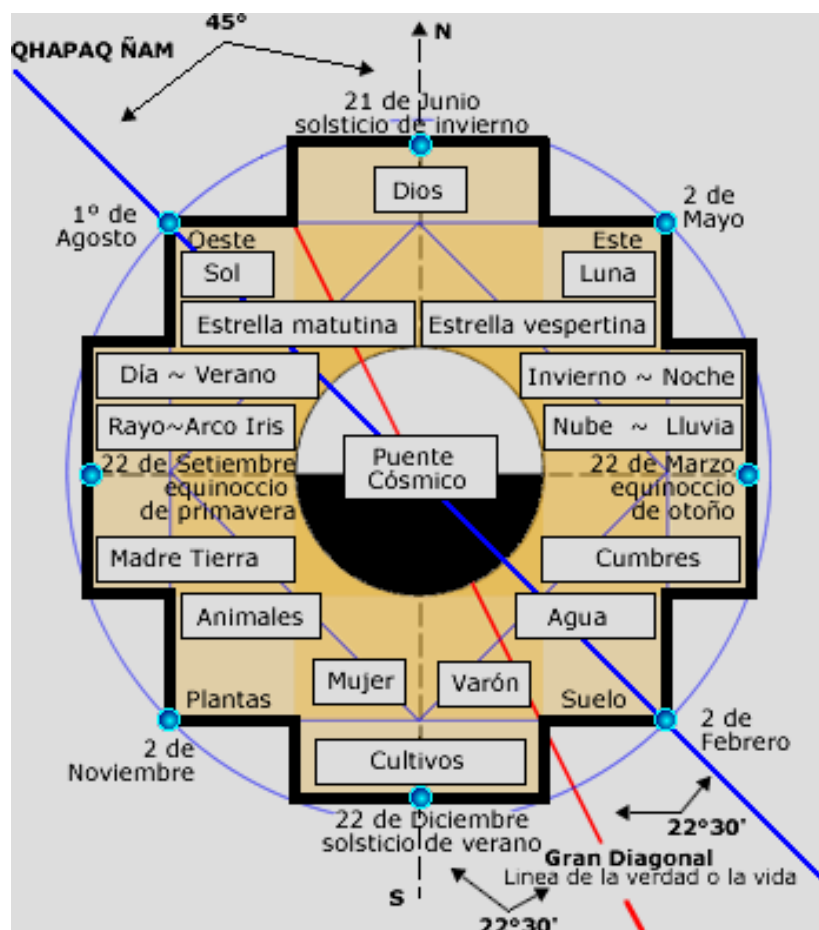 45°
N
QHAPAQ ÑAM
21 de Junio
solsticio de invierno
Dios
1º de
Agosto
2 de
Mayo
Oeste
Este
Sol
Luna
Estrella matutina
Estrella vespertina
Día ~ Verano
Invierno ~ Noche
Rayo~Arco Iris
Nube ~ Lluvia
Puente
Cósmico
22 de Setiembre
equinoccio
de primavera
22 de Marzo
equinoccio
de otoño
Madre Tierra
Cumbres
Animales
Agua
Mujer
Varón
Plantas
Suelo
2 de
Noviembre
2 de
Febrero
Cultivos
22 de Diciembre
solsticio de verano
22°30'
Gran Diagonal
Linea de la verdad o la vida
S
22°30'